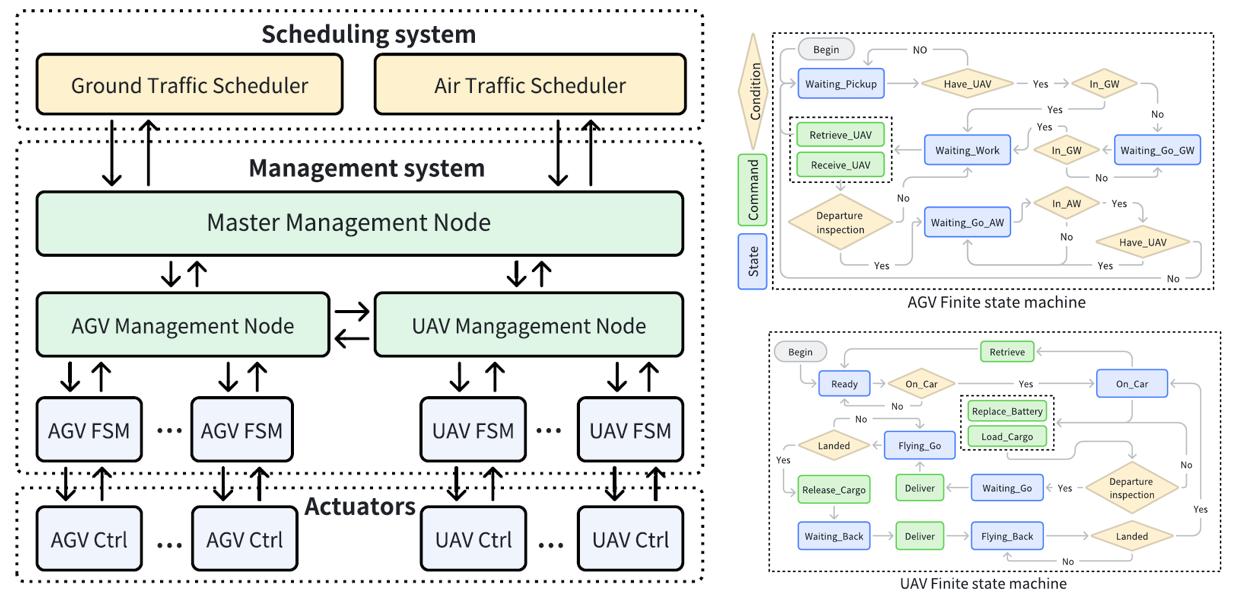 Scheduling system
Ground Traffic Scheduler
Air Traffic Scheduler
Management system
Master Management Node
AGV Management Node
UAV Mangagement Node
AGV FSM
...
AGV FSM
UAV FSM
...
UAV FSM
Actuators
AGV Ctrl
...
AGV Ctrl
UAV Ctrl
...
UAV Ctrl
Condition
Command
State
Begin
NO
Waiting_Pickup
Have_UAV
Yes
In_GW
Yes
No
Retrieve_UAV
Receive_UAV
Waiting_Work
Yes
In_GW
Waiting_Go_GW
No
No
Departure
inspection
Waiting_Go_AW
In_AW
Yes
No
Have_UAV
Yes
Yes
No
AGV Finite state machine
Begin
Retrieve
Ready
On_Car
Yes
On_Car
No
Replace_Battery
Load_Cargo
No
Landed
Flying_Go
Yes
No
Release_Cargo
Deliver
Waiting_Go
Yes
Departure
inspection
Yes
Waiting_Back
Deliver
Flying_Back
Landed
No
UAV Finite state machine